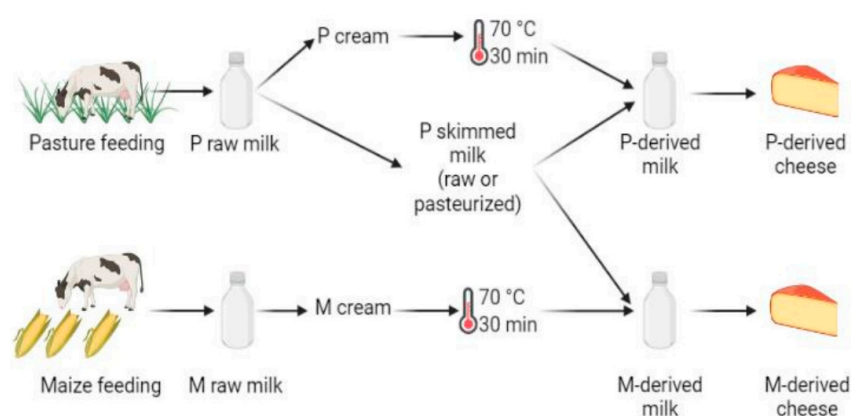 P cream
70 °C
30 min
Pasture feeding
P raw milk
P skimmed
milk
(raw or
pasteurized)
P-derived
milk
P-derived
cheese
M cream
70 °C
30 min
Maize feeding
M raw milk
M-derived
milk
M-derived
cheese